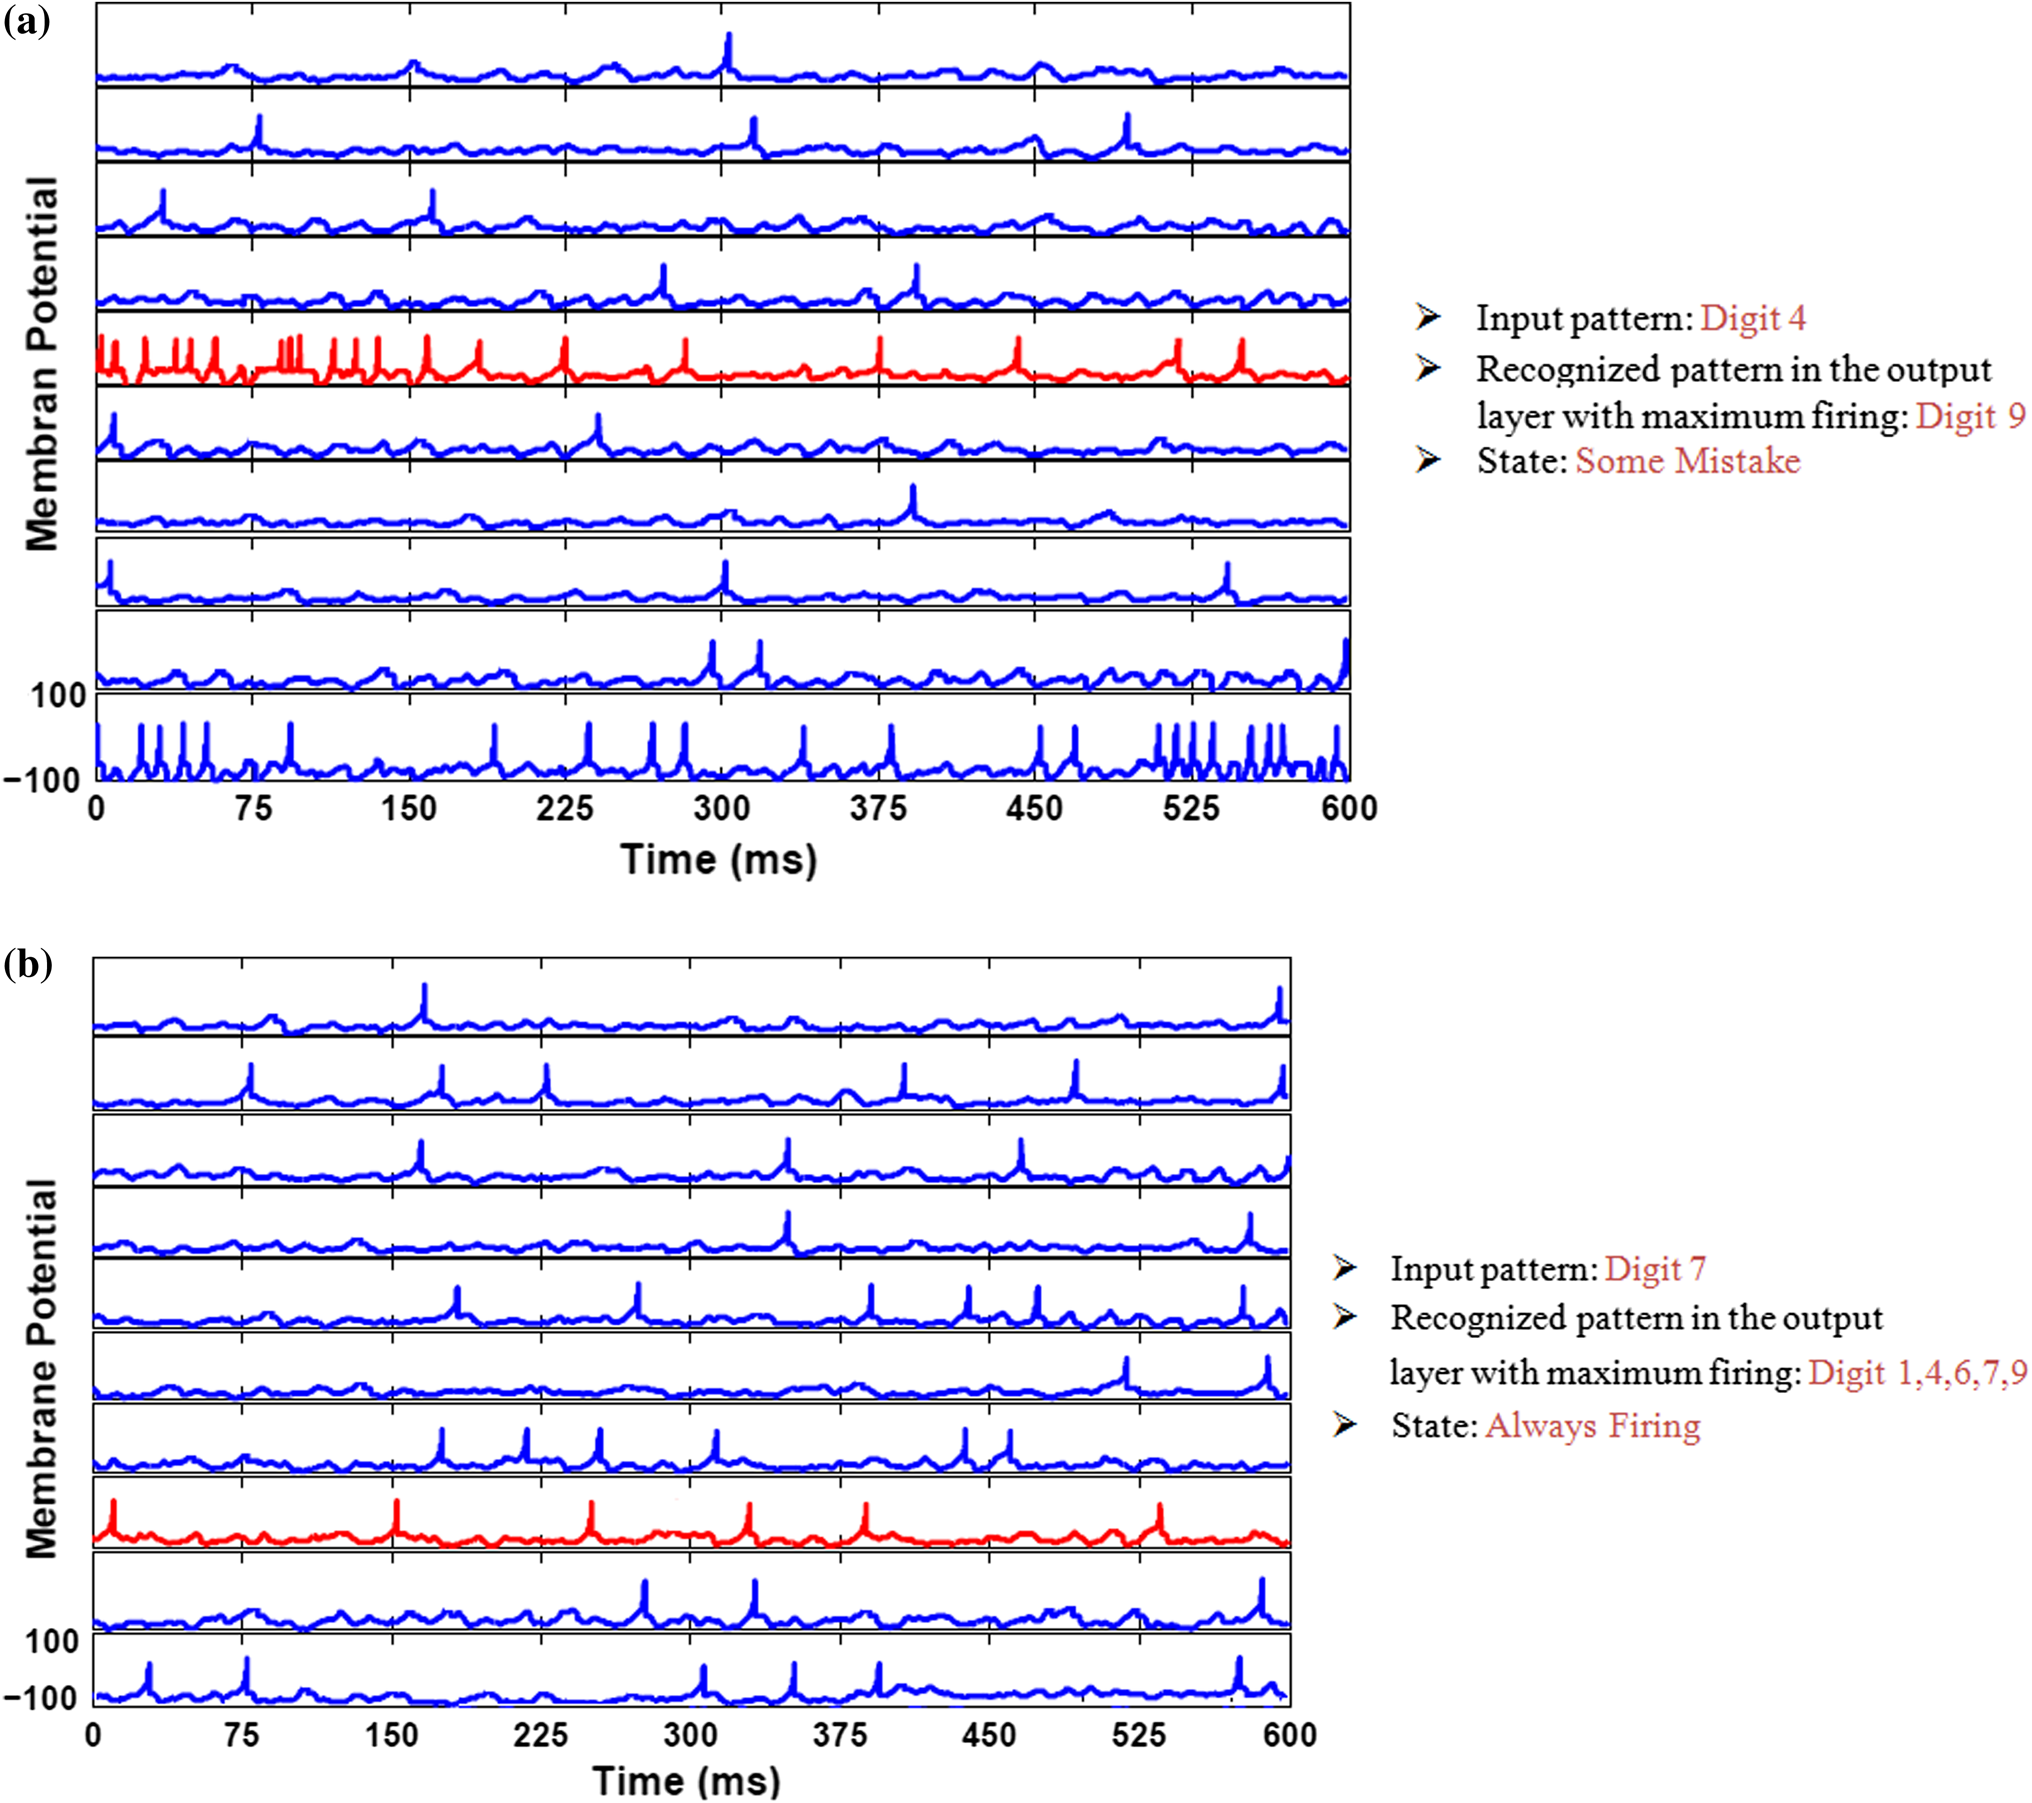 (a)
Membran Potential
100
−100
0 75 150 225 300 375 450 525 600
Time (ms)
➢ Input pattern: Digit 4
➢ Recognized pattern in the output
layer with maximum firing: Digit 9
➢ State: Some Mistake
(b)
Membrane Potential
100
−100
0 75 150 225 300 375 450 525 600
Time (ms)
➢ Input pattern: Digit 7
➢ Recognized pattern in the output
layer with maximum firing: Digit 1,4,6,7,9
➢ State: Always Firing